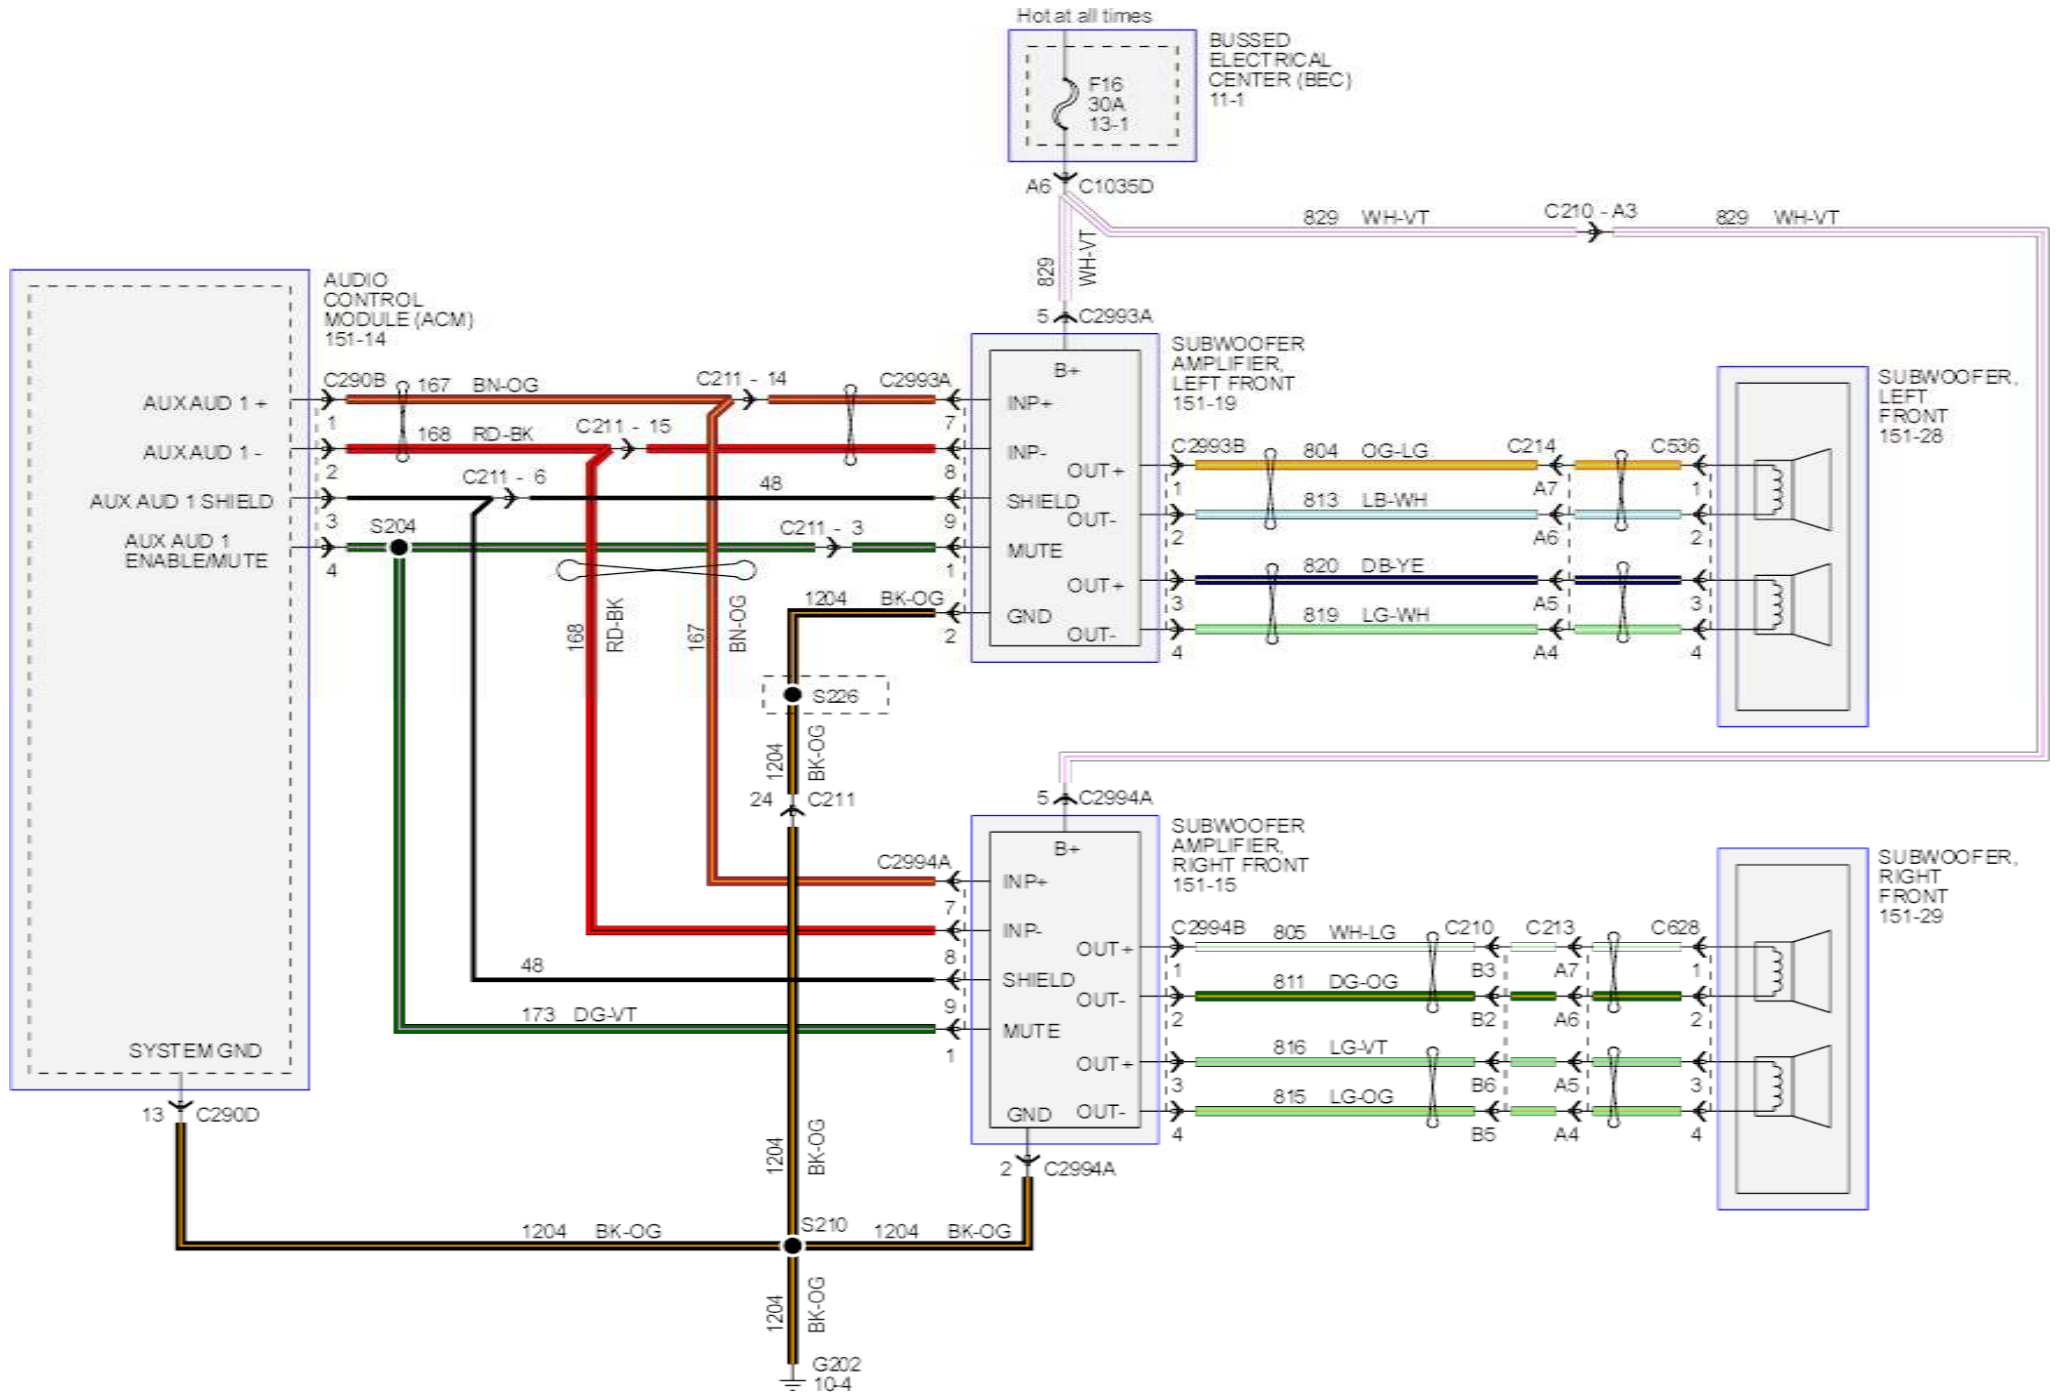 Hot at all times
BUSSED
ELECTRICAL
CENTER (BEC)
11-1
F16
30A
13-1
A6
C1035D
829 WH-VT
C210 - A3
829 WH-VT
829
WH-VT
5
C2993A
AUDIO
CONTROL
MODULE (ACM)
151-14
SUBWOOFER
AMPLIFIER,
LEFT FRONT
151-19
B+
SUBWOOFER,
LEFT
FRONT
151-28
AUX AUD 1 +
C290B
167 BN-OG
C211 - 14
C2993A
INP+
1
7
AUX AUD 1 -
168 RD-BK
C211 - 15
INP-
2
8
AUX AUD 1 SHIELD
C211 - 6
48
SHIELD
3
9
AUX AUD 1
ENABLE/MUTE
S204
C211 - 3
MUTE
4
1
1204 BK-OG
GND
2
OUT+
C2993B
804 OG-LG
C214
C536
1
A7
1
OUT-
813 LB-WH
2
A6
2
OUT+
820 DB-YE
3
A5
3
OUT-
819 LG-WH
4
A4
4
168
RD-BK
167
BN-OG
S226
1204
BK-OG
24
C211
5
C2994A
SUBWOOFER
AMPLIFIER,
RIGHT FRONT
151-15
B+
SUBWOOFER,
RIGHT
FRONT
151-29
C2994A
INP+
7
INP-
8
48
SHIELD
9
173 DG-VT
MUTE
1
OUT+
C2994B
805 WH-LG
C210
C213
C628
1
B3
A7
1
OUT-
811 DG-OG
2
B2
A6
2
OUT+
816 LG-VT
3
B6
A5
3
OUT-
815 LG-OG
4
B5
A4
4
GND
2
C2994A
SYSTEM GND
13
C290D
1204
BK-OG
1204 BK-OG
S210
1204 BK-OG
1204
BK-OG
G202
10-4